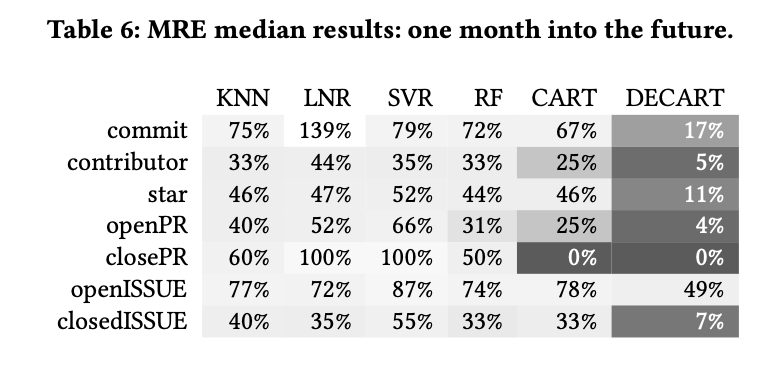 Table 6: MRE median results: one month into the future.
KNN LNR SVR RF CART DECART
commit 75% 139% 79% 72% 67% 17%
contributor 33% 44% 35% 33% 25% 5%
star 46% 47% 52% 44% 46% 11%
openPR 40% 52% 66% 31% 25% 4%
closePR 60% 100% 100% 50% 0% 0%
openISSUE 77% 72% 87% 74% 78% 49%
closedISSUE 40% 35% 55% 33% 33% 7%